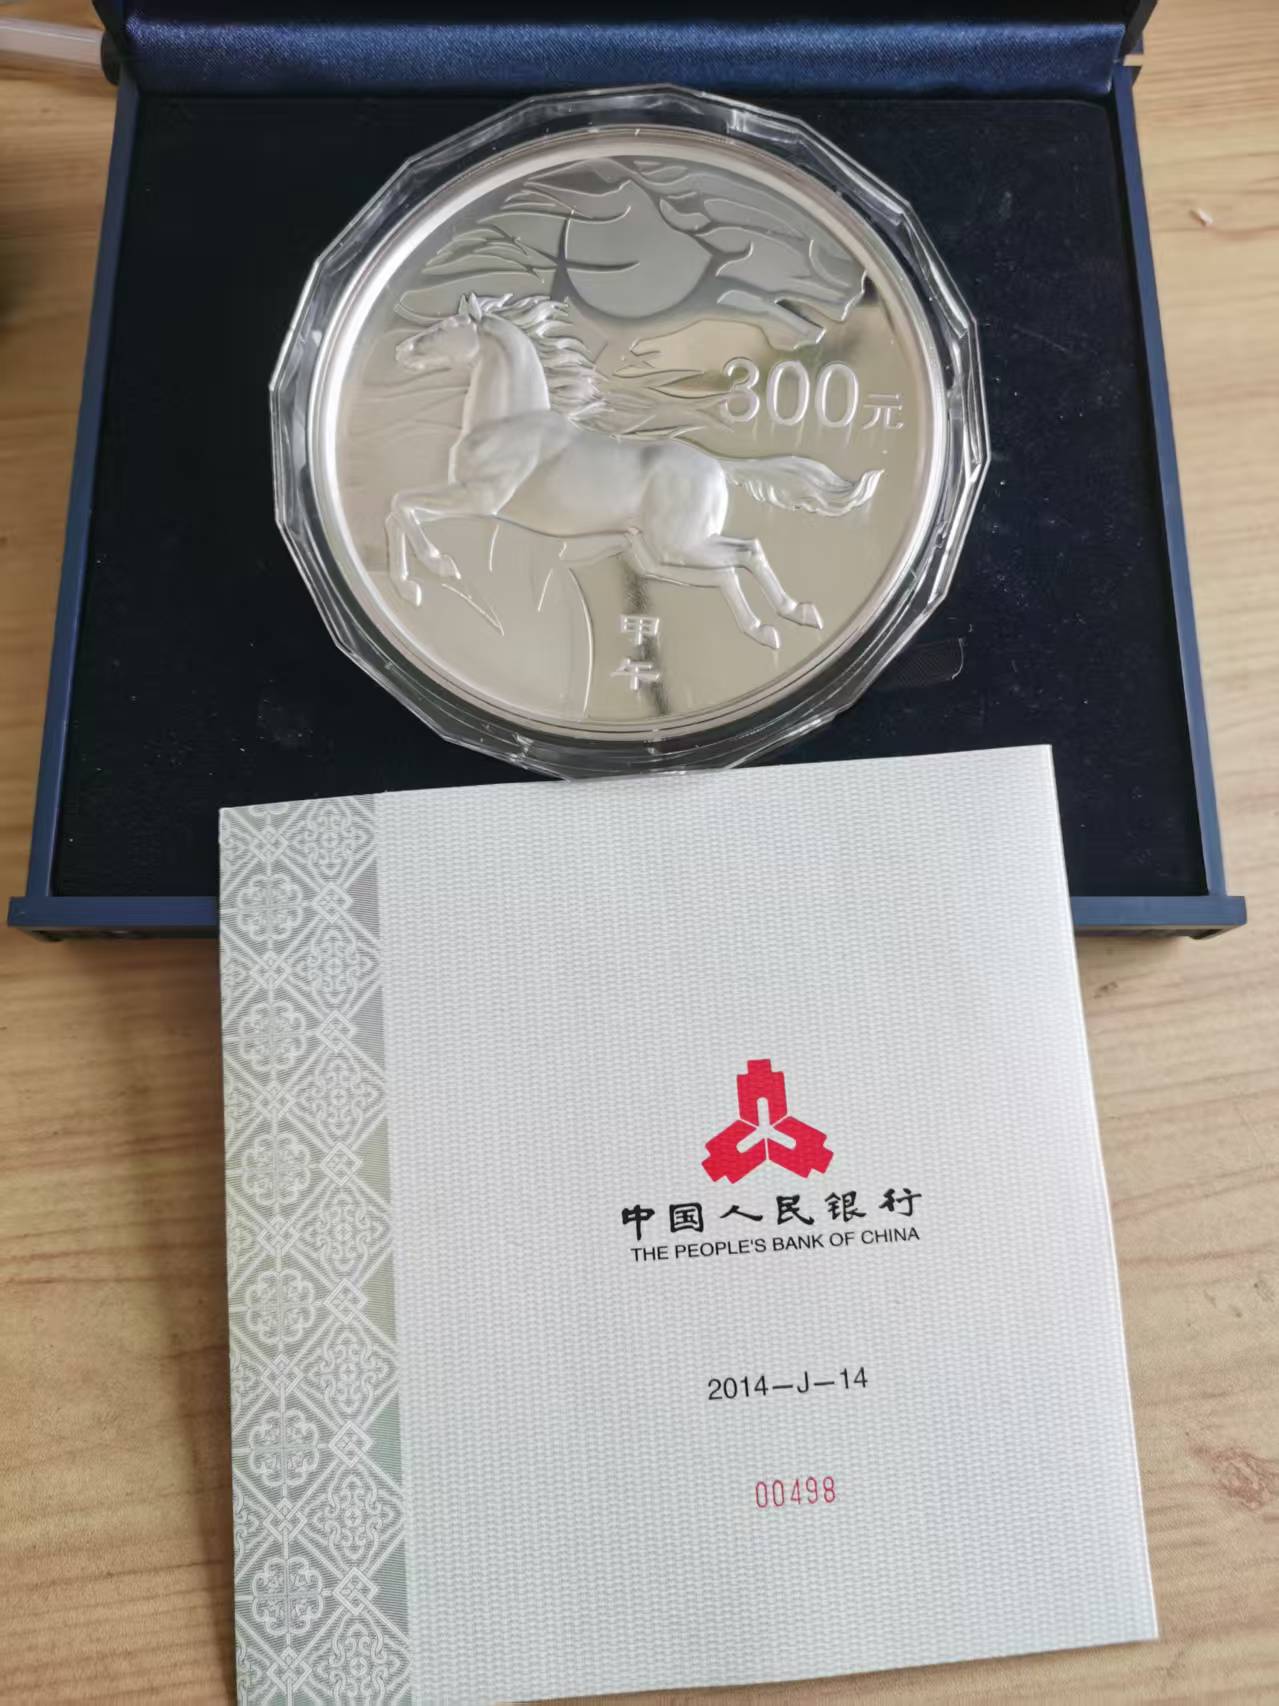 300元
甲
午
中国人民银行
THE PEOPLE'S BANK OF CHINA
2014—J—14
00498